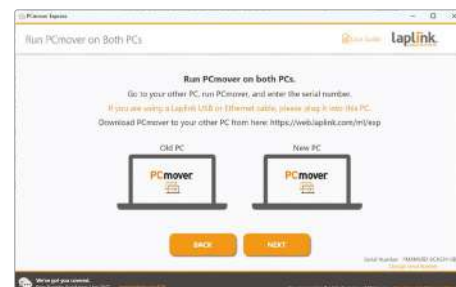 PCmover Express
Run PCmover on Both PCs
User Guide
laplink
Run PCmover on both PCs.
Go to your other PC, run PCmover, and enter the serial number.
If you are using a Laplink USB or Ethernet cable, please plug it into this PC.
Download PCmover to your other PC from here: https://web.laplink.com/ml/exp
Old PC
New PC
PCmover
PCmover
BACK
NEXT
Serial Number
We've got you covered.